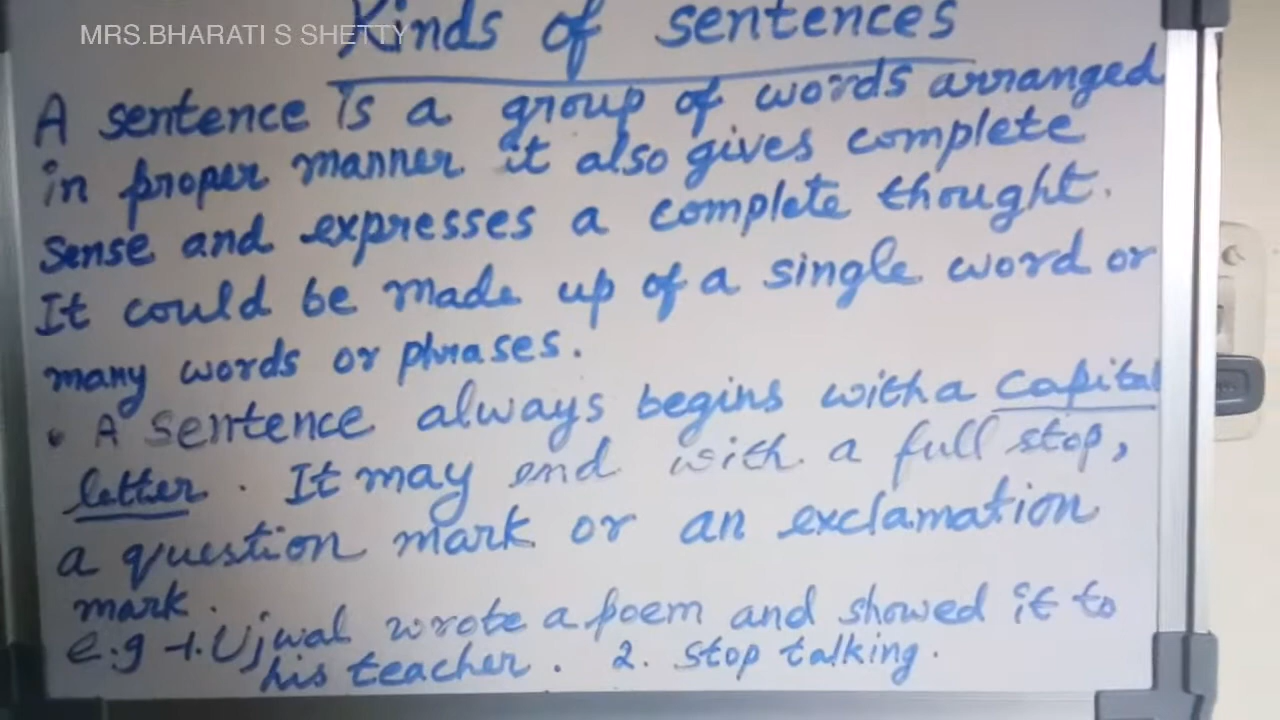 MRS.BHARATI S SHETTY
Kinds of sentences
A sentence is a group of words arranged
in proper manner it also gives complete
sense and expresses a complete thought.
It could be made up of a single word or
many words or phrases.
• A sentence always begins with a capital
letter. It may end with a full stop,
a question mark or an exclamation
mark.
e.g -1. Ujwal wrote a poem and showed it to
his teacher. 2. Stop talking.